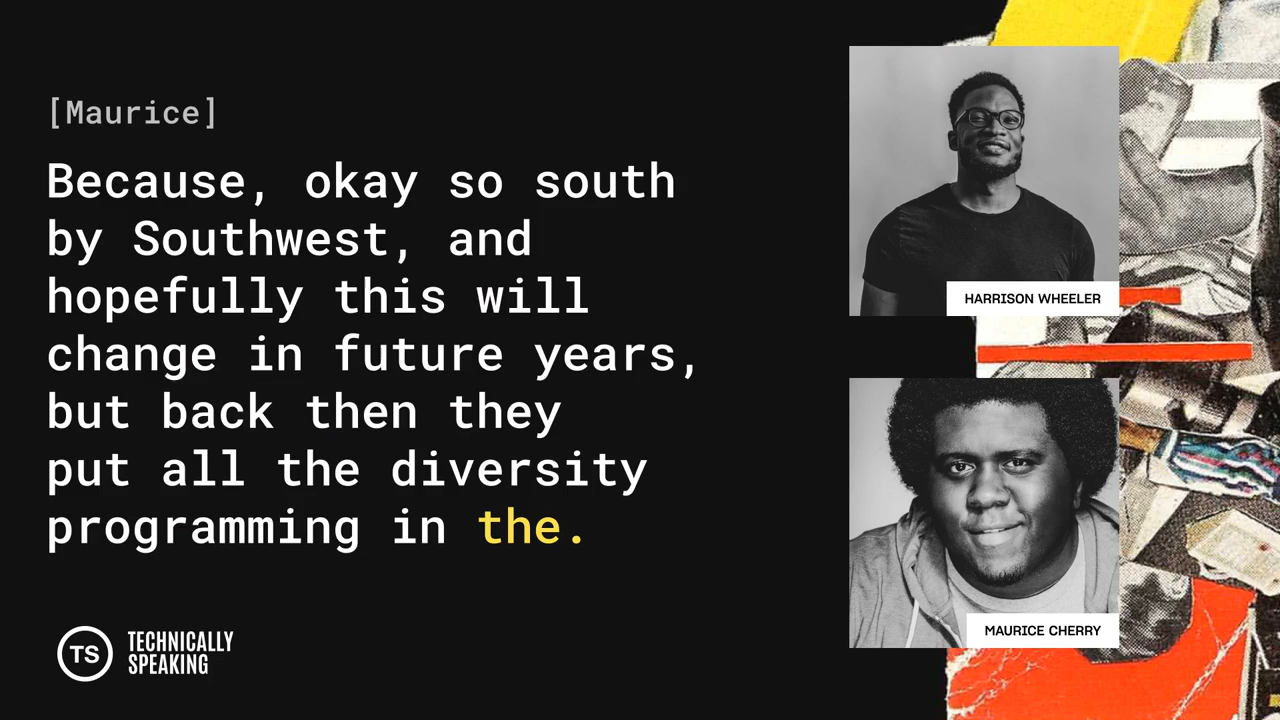 [Maurice]
Because, okay so south
by Southwest, and
hopefully this will
change in future years,
but back then they
put all the diversity
programming in the.
HARRISON WHEELER
MAURICE CHERRY
TS
TECHNICALLY
SPEAKING